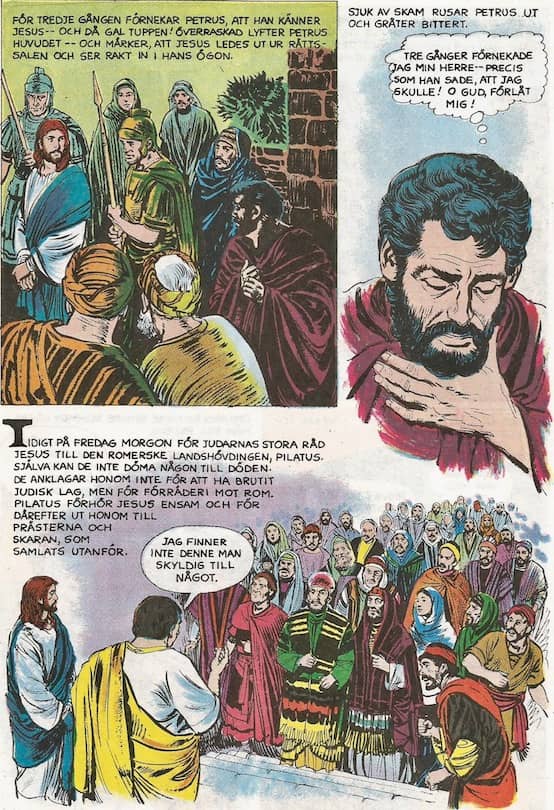 FÖR TREDJE GÅNGEN FÖRNEKAR PETRUS, ATT HAN KÄNNER
JESUS-- OCH DÅ GAL TUPPEN! ÖVERRASKAD LYFTER PETRUS
HUVUDET -- OCH MÄRKER, ATT JESUS LEDES UT UR RÄTTS-
SALEN OCH SER RAKT IN I HANS ÖGON.
SJUK AV SKAM RUSAR PETRUS UT
OCH GRÅTER BITTERT.
TRE GÅNGER FÖRNEKADE
JAG MIN HERRE--PRECIS
SOM HAN SADE, ATT JAG
SKULLE! O GUD, FÖRLÅT
MIG!
TIDIGT PÅ FREDAG MORGON FÖR JUDARNAS STORA RÅD
JESUS TILL DEN ROMERSKE LANDSHÖVDINGEN, PILATUS.
SJÄLVA KAN DE INTE DÖMA NÅGON TILL DÖDEN.
DE ANKLAGAR HONOM INTE FÖR ATT HA BRUTIT
JUDISK LAG, MEN FÖR FÖRRÄDERI MOT ROM.
PILATUS FÖRHÖR JESUS ENSAM OCH FÖR
DÄREFTER UT HONOM TILL
PRÄSTERNA OCH
SKARAN, SOM
SAMLATS UTANFÖR.
JAG FINNER
INTE DENNE MAN
SKYLDIG TILL
NÅGOT.